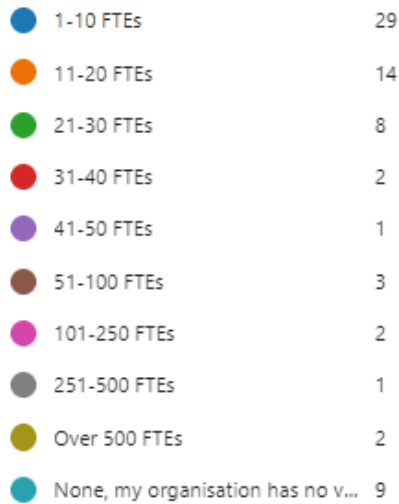 1-10 FTEs 29
11-20 FTEs 14
21-30 FTEs 8
31-40 FTEs 2
41-50 FTEs 1
51-100 FTEs 3
101-250 FTEs 2
251-500 FTEs 1
Over 500 FTEs 2
None, my organisation has no v... 9